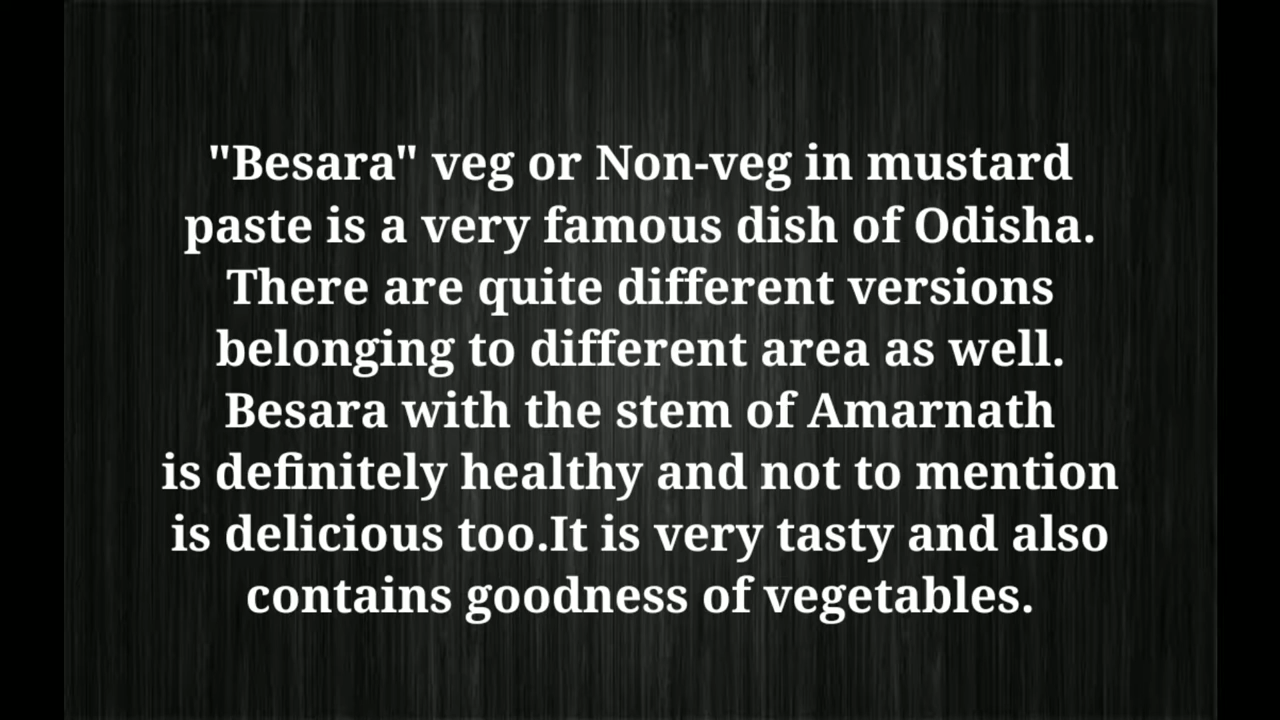 "Besara" veg or Non-veg in mustard
paste is a very famous dish of Odisha.
There are quite different versions
belonging to different area as well.
Besara with the stem of Amarnath
is definitely healthy and not to mention
is delicious too.It is very tasty and also
contains goodness of vegetables.